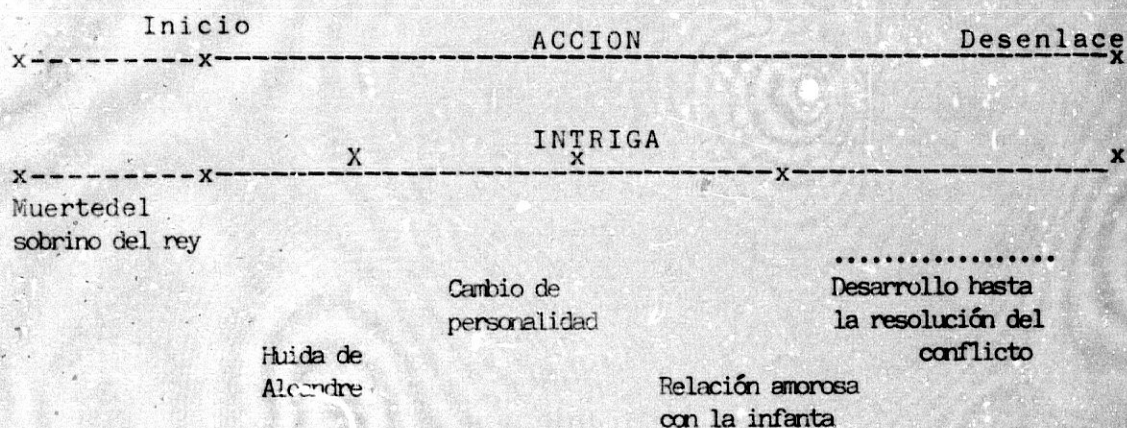 Inicio
ACCION Desenlace
x----------x--------------------------------------------------x
INTRIGA
X x x
x----------x--------------------------------x------------------
Muertedel
sobrino del rey
..................
Cambio de Desarrollo hasta
personalidad la resolución del
Huida de conflicto
Relación amorosa
con la infanta